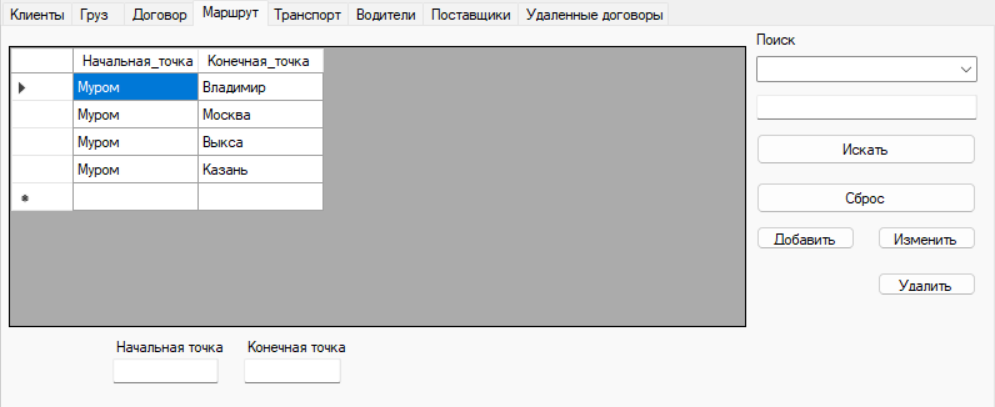 Клиенты Груз Договор Маршрут Транспорт Водители Поставщики Удаленные договоры
Поиск
Начальная_точка Конечная_точка
Муром Владимир
Муром Москва
Муром Выкса
Муром Казань
Искать
Сброс
Добавить Изменить
Удалить
Начальная точка Конечная точка